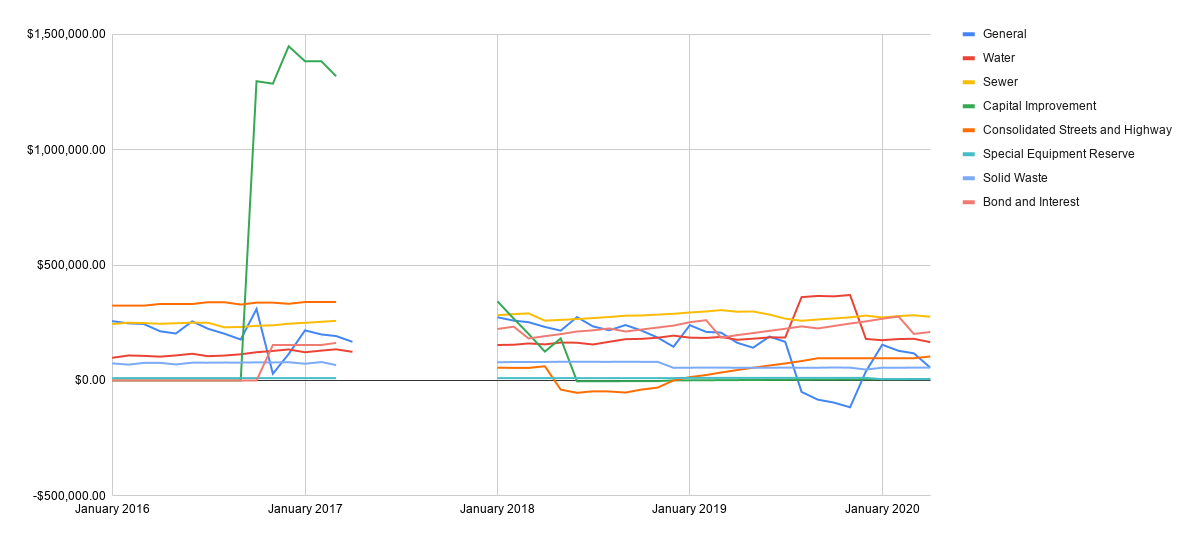 $1,500,000.00
$1,000,000.00
$500,000.00
$0.00
-$500,000.00
January 2016
January 2017
January 2018
January 2019
January 2020
General
Water
Sewer
Capital Improvement
Consolidated Streets and Highway
Special Equipment Reserve
Solid Waste
Bond and Interest